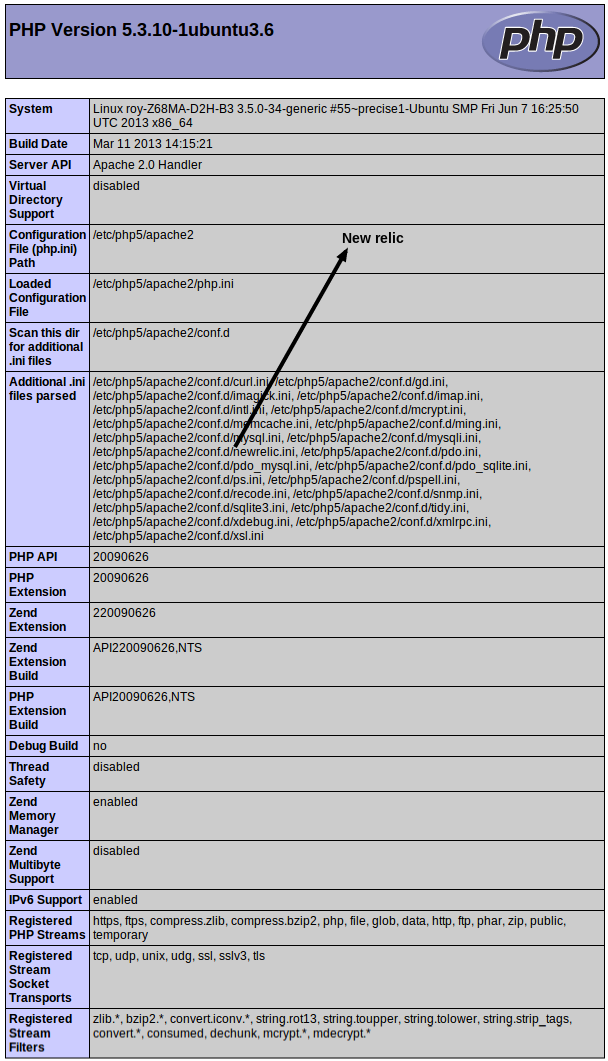 PHP Version 5.3.10-1ubuntu3.6
php
System
Linux roy-Z68MA-D2H-B3 3.5.0-34-generic #55~precise1-Ubuntu SMP Fri Jun 7 16:25:50
UTC 2013 x86_64
Build Date
Mar 11 2013 14:15:21
Server API
Apache 2.0 Handler
Virtual
Directory
Support
disabled
Configuration
File (php.ini)
Path
/etc/php5/apache2
New relic
Loaded
Configuration
File
/etc/php5/apache2/php.ini
Scan this dir
for additional
.ini files
/etc/php5/apache2/conf.d
Additional .ini
files parsed
/etc/php5/apache2/conf.d/curl.ini, /etc/php5/apache2/conf.d/gd.ini,
/etc/php5/apache2/conf.d/imagick.ini, /etc/php5/apache2/conf.d/imap.ini,
/etc/php5/apache2/conf.d/intl.ini, /etc/php5/apache2/conf.d/mcrypt.ini,
/etc/php5/apache2/conf.d/memcache.ini, /etc/php5/apache2/conf.d/ming.ini,
/etc/php5/apache2/conf.d/mysql.ini, /etc/php5/apache2/conf.d/mysqli.ini,
/etc/php5/apache2/conf.d/newrelic.ini, /etc/php5/apache2/conf.d/pdo.ini,
/etc/php5/apache2/conf.d/pdo_mysql.ini, /etc/php5/apache2/conf.d/pdo_sqlite.ini,
/etc/php5/apache2/conf.d/ps.ini, /etc/php5/apache2/conf.d/pspell.ini,
/etc/php5/apache2/conf.d/recode.ini, /etc/php5/apache2/conf.d/snmp.ini,
/etc/php5/apache2/conf.d/sqlite3.ini, /etc/php5/apache2/conf.d/tidy.ini,
/etc/php5/apache2/conf.d/xdebug.ini, /etc/php5/apache2/conf.d/xmlrpc.ini,
/etc/php5/apache2/conf.d/xsl.ini
PHP API
20090626
PHP
Extension
20090626
Zend
Extension
220090626
Zend
Extension
Build
API220090626,NTS
PHP
Extension
Build
API20090626,NTS
Debug Build
no
Thread
Safety
disabled
Zend
Memory
Manager
enabled
Zend
Multibyte
Support
disabled
IPv6 Support
enabled
Registered
PHP Streams
https, ftps, compress.zlib, compress.bzip2, php, file, glob, data, http, ftp, phar, zip, public,
temporary
Registered
Stream
Socket
Transports
tcp, udp, unix, udg, ssl, sslv3, tls
Registered
Stream
Filters
zlib.*, bzip2.*, convert.iconv.*, string.rot13, string.toupper, string.tolower, string.strip_tags,
convert.*, consumed, dechunk, mcrypt.*, mdecrypt.*